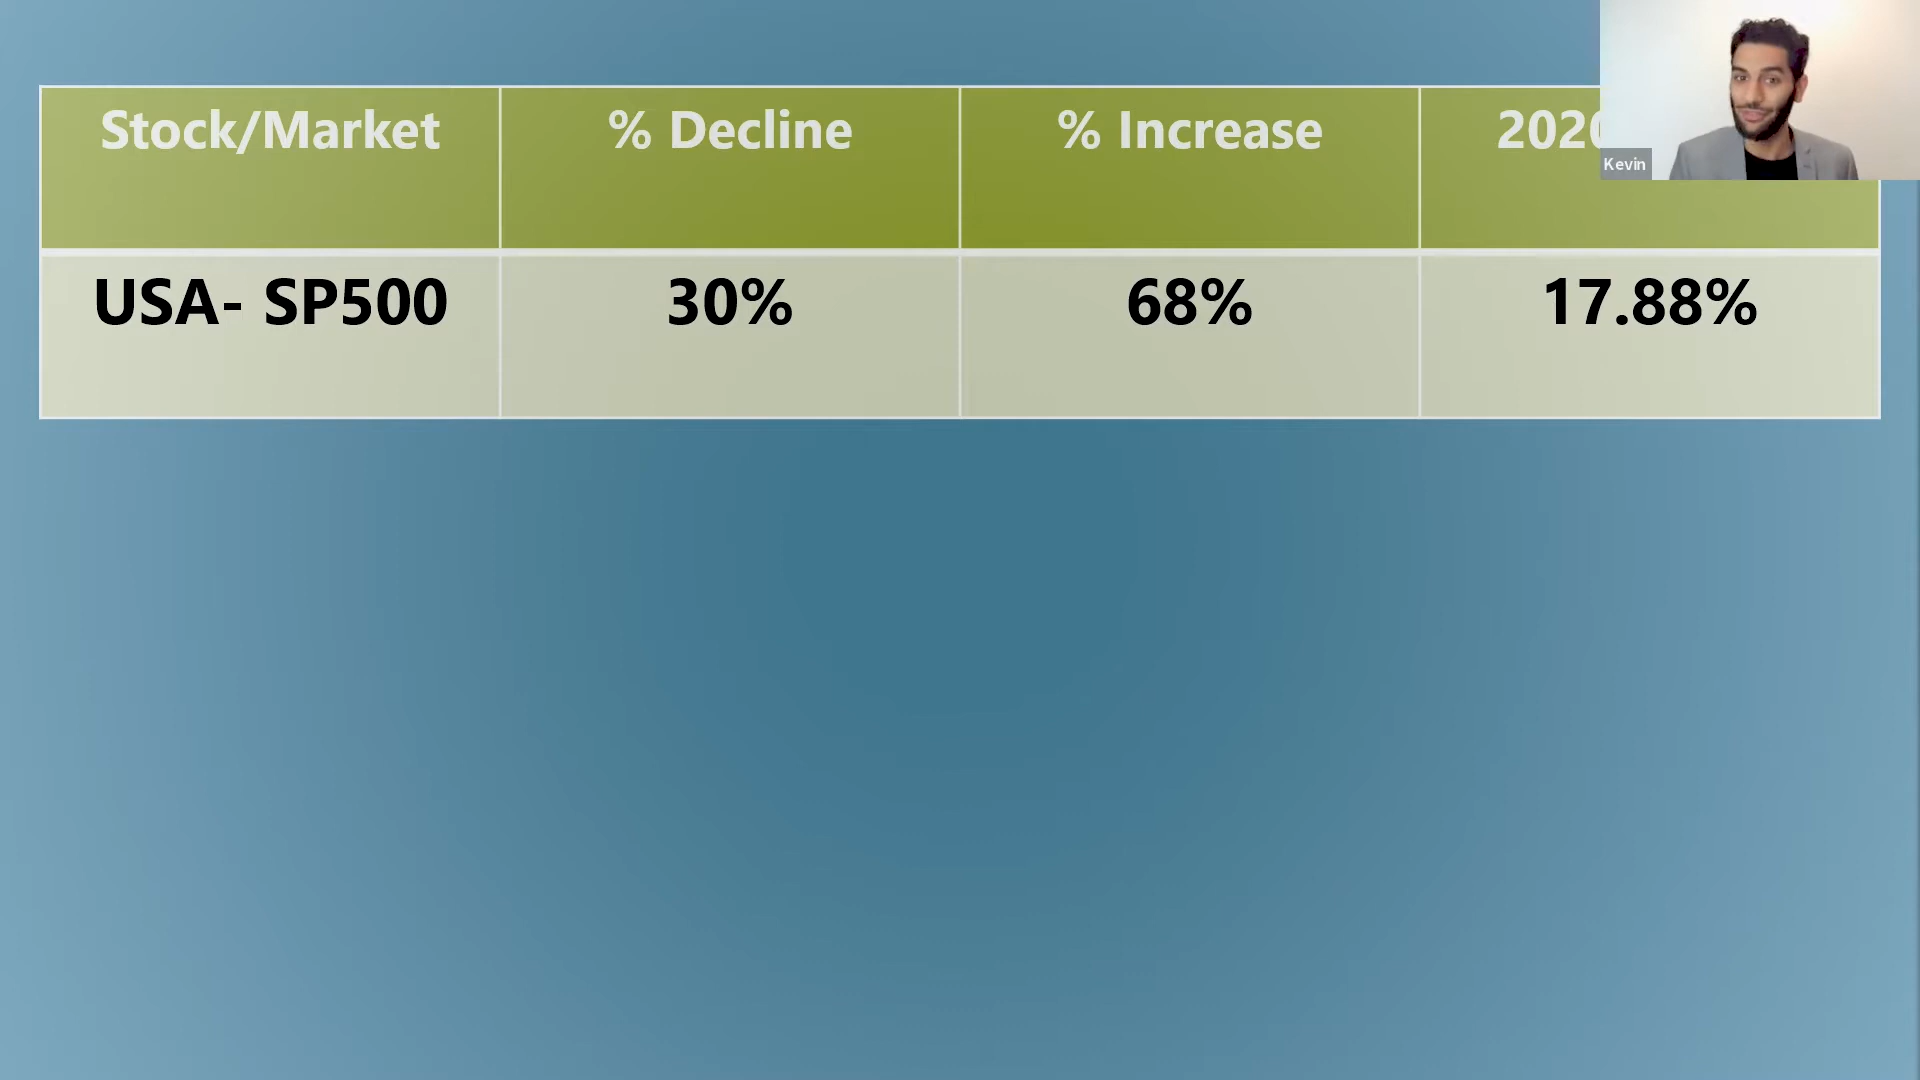 Stock/Market % Decline % Increase 2020
Kevin
USA- SP500 30% 68% 17.88%